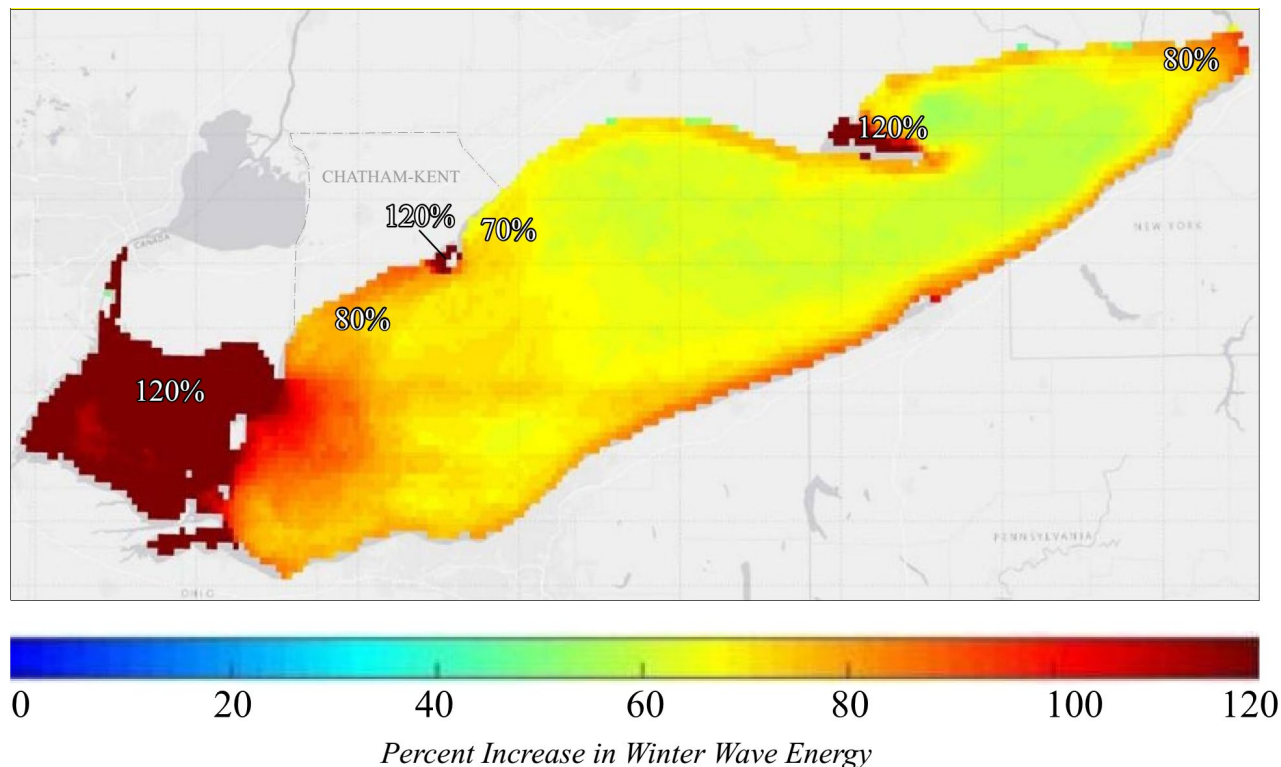 80%
120%
CHATHAM-KENT
120%
70%
NEW YORK
CANADA
80%
120%
PENNSYLVANIA
OHIO
0 20 40 60 80 100 120
Percent Increase in Winter Wave Energy